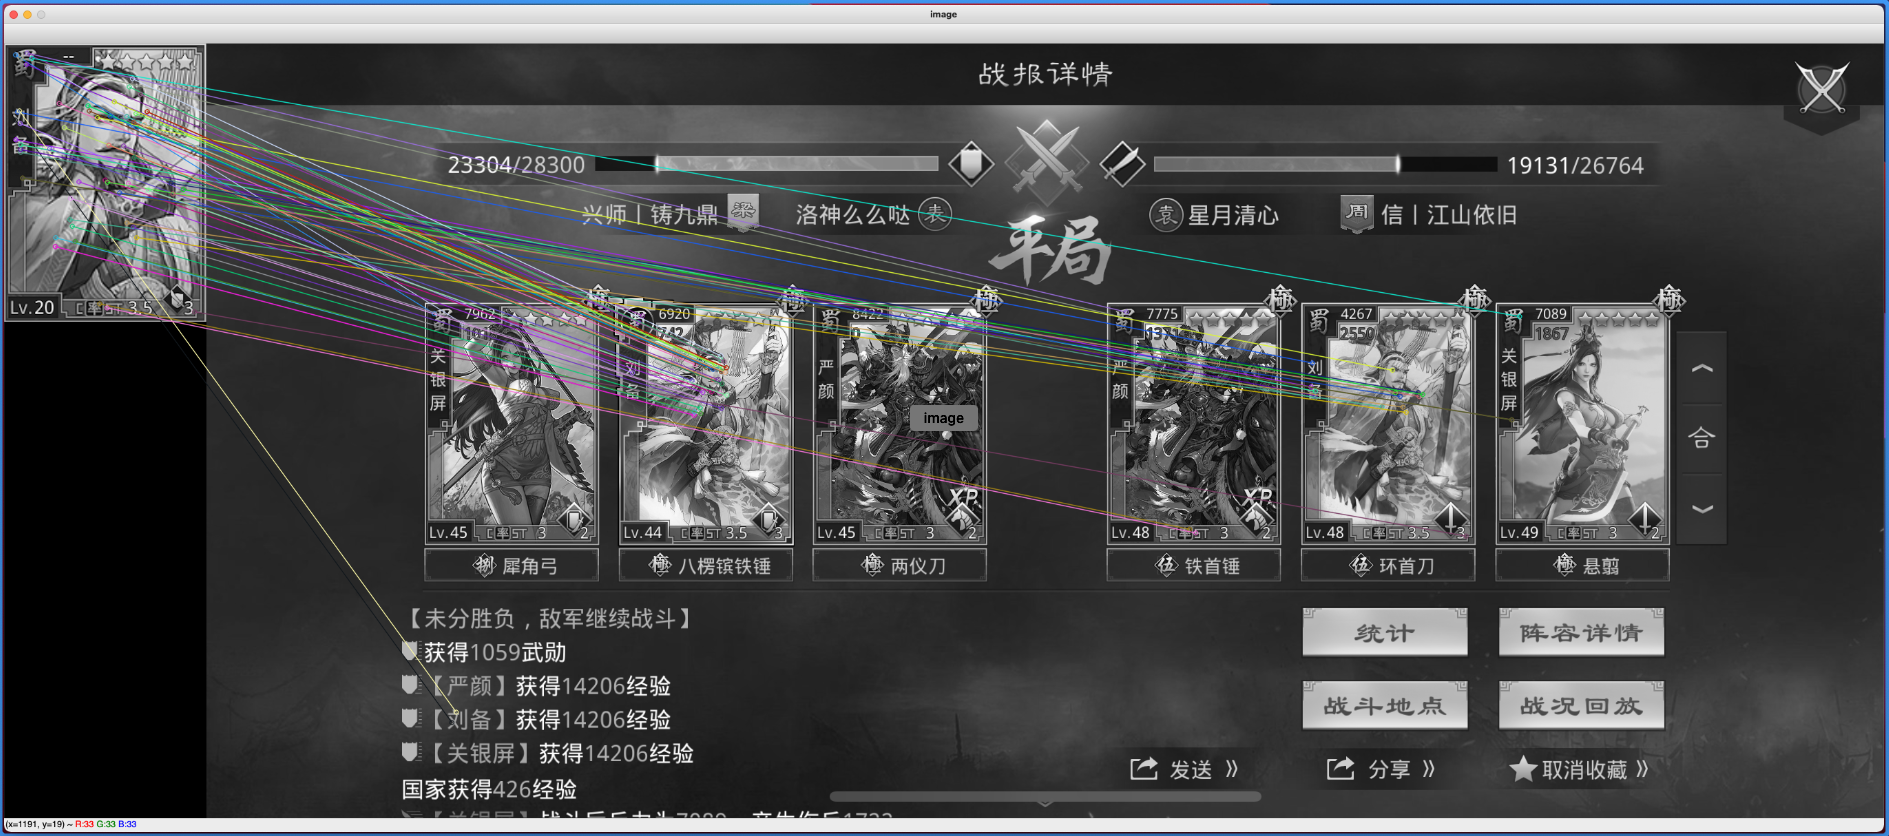 image
战报详情
23304/28300
19131/26764
兴师丨铸九鼎 梁 洛神么么哒 袁
袁 星月清心 周 信丨江山依旧
平局
蜀 --
刘备
Lv.20 率 3.5 3
極 極 極 極 極 極
蜀 7962
关银屏
Lv.45 率ST 3 2
蜀 6920
刘备
Lv.44 率ST 3.5 3
蜀 8422
严颜
XP
Lv.45 率ST 3 2
image
蜀 7775
严颜
XP
Lv.48 率ST 3 2
蜀 4267
2550
刘备
Lv.48 率ST 3.5 3
蜀 7089
1867
关银屏
Lv.49 率ST 3 2
合
捌 犀角弓
極 八楞镔铁锤
極 两仪刀
伍 铁首锤
伍 环首刀
極 悬翦
【未分胜负，敌军继续战斗】
获得1059武勋
【严颜】获得14206经验
【刘备】获得14206经验
【关银屏】获得14206经验
国家获得426经验
统计
阵容详情
战斗地点
战况回放
发送 》
分享 》
取消收藏 》
(x=1191, y=19) ~ R:33 G:33 B:33